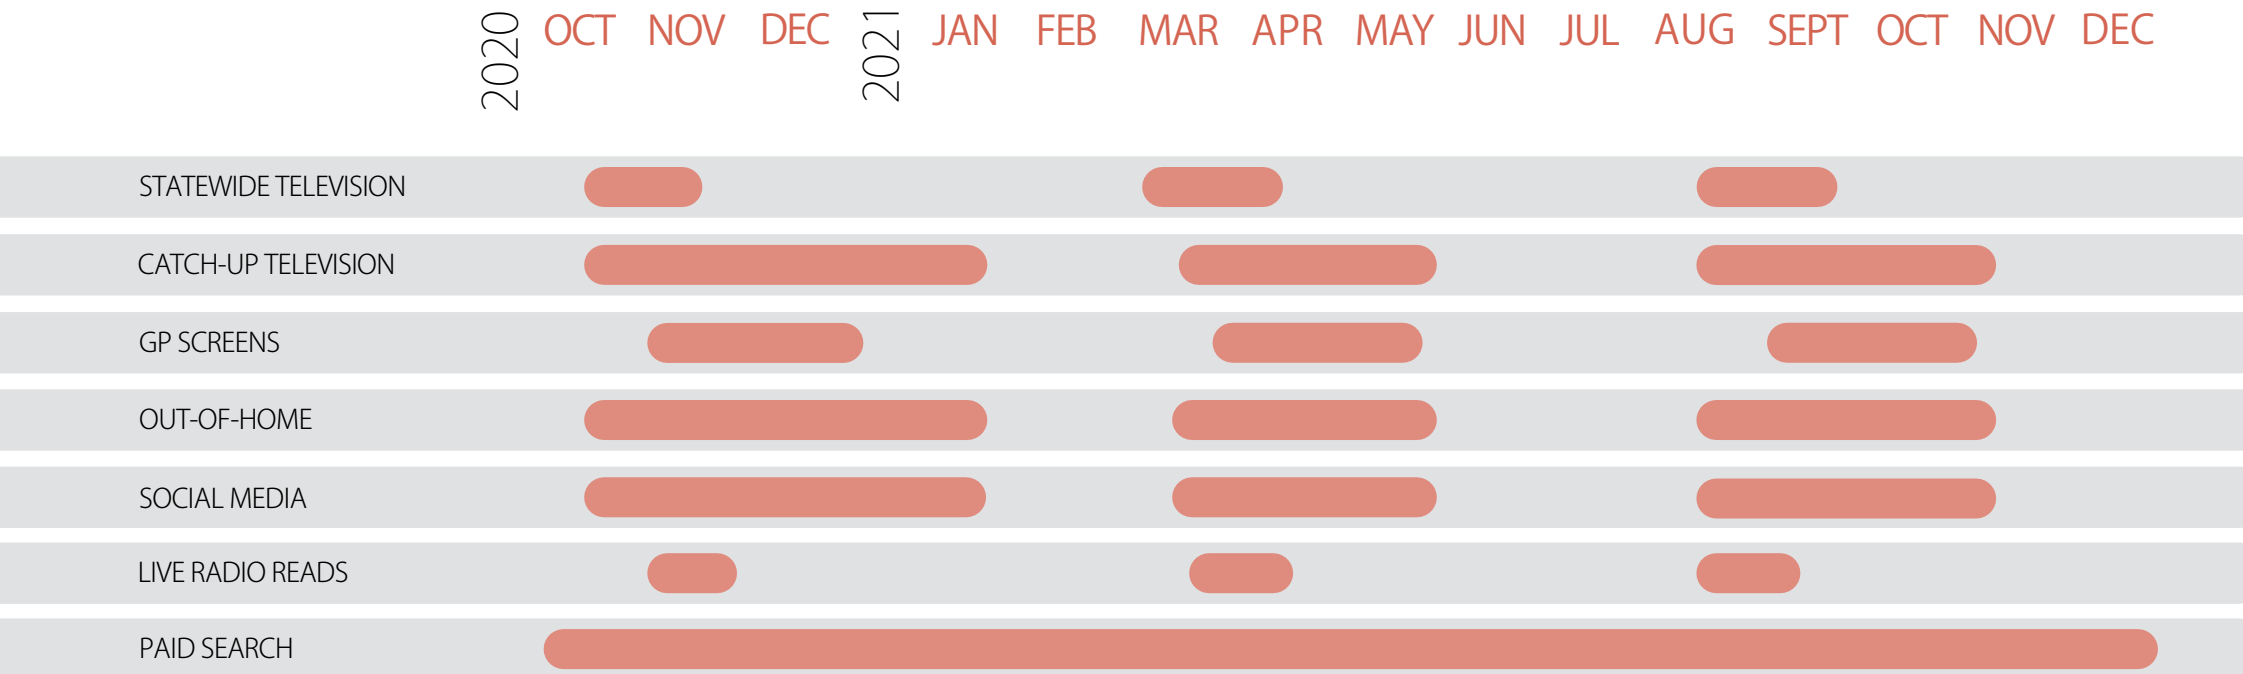 2020 OCT NOV DEC 2021 JAN FEB MAR APR MAY JUN JUL AUG SEPT OCT NOV DEC
STATEWIDE TELEVISION
CATCH-UP TELEVISION
GP SCREENS
OUT-OF-HOME
SOCIAL MEDIA
LIVE RADIO READS
PAID SEARCH